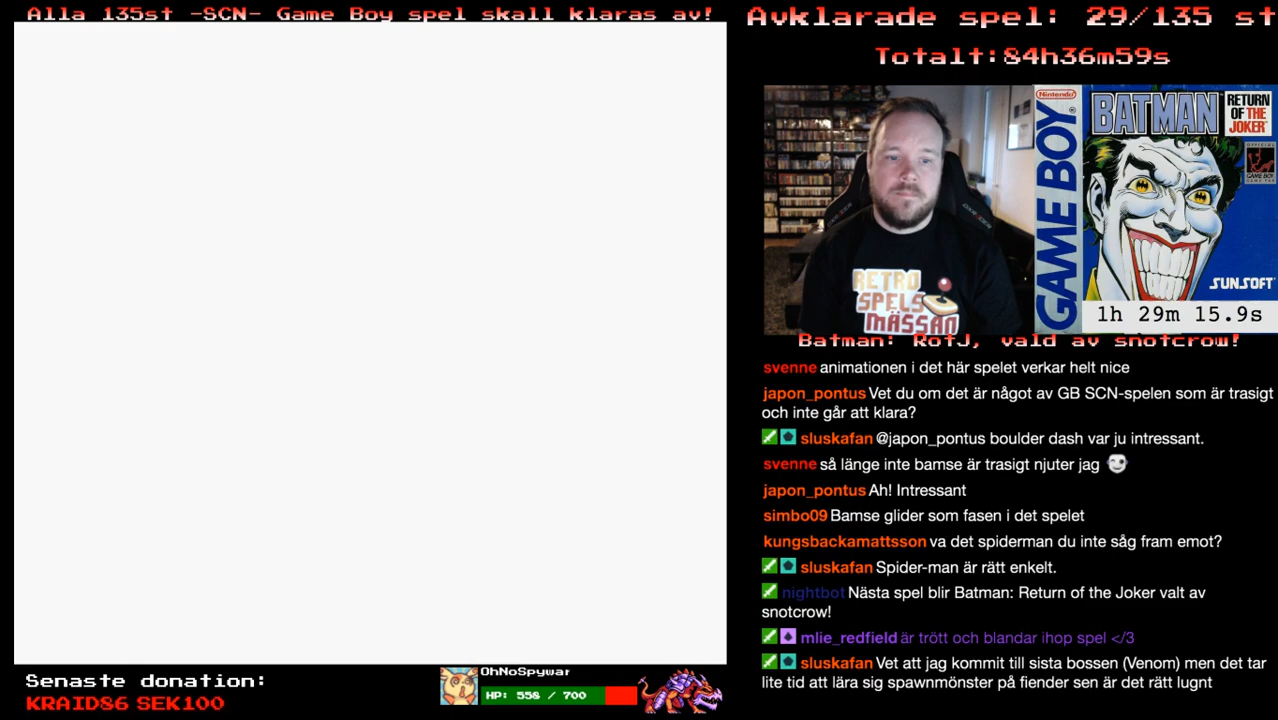 Alla 135st -SCN- Game Boy spel skall klaras av!
Avklarade spel: 29/135 st
Totalt:84h36m59s
Nintendo
GAME BOY
BATMAN
RETURN
OF THE
JOKER
OFFICIAL
SUNSOFT
RETRO
SPELS
MÄSSAN
1h 29m 15.9s
Batman: RotJ, vald av snotcrow!
svenne animationen i det här spelet verkar helt nice
japon_pontus Vet du om det är något av GB SCN-spelen som är trasigt
och inte går att klara?
sluskafan @japon_pontus boulder dash var ju intressant.
svenne så länge inte bamse är trasigt njuter jag
japon_pontus Ah! Intressant
simbo09 Bamse glider som fasen i det spelet
kungsbackamattsson va det spiderman du inte såg fram emot?
sluskafan Spider-man är rätt enkelt.
nightbot Nästa spel blir Batman: Return of the Joker valt av
snotcrow!
mlie_redfield är trött och blandar ihop spel </3
sluskafan Vet att jag kommit till sista bossen (Venom) men det tar
lite tid att lära sig spawnmönster på fiender sen är det rätt lugnt
Senaste donation:
KRAID86 SEK100
OhNoSpywar
HP: 558 / 700